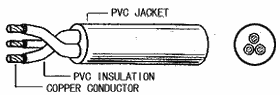 PVC JACKET
PVC INSULATION
COPPER CONDUCTOR